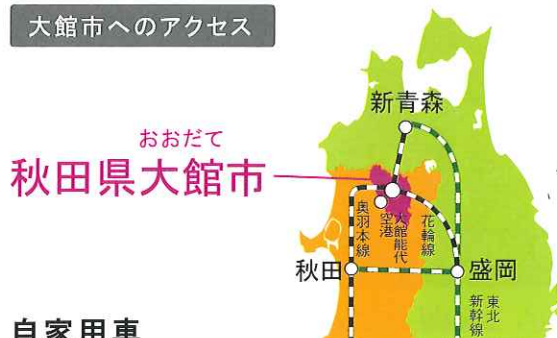 大館市へのアクセス
新青森
おおだて
秋田県大館市
奥羽本線
大館能代
空港
花輪線
秋田
盛岡
東北
新幹線
自家用車